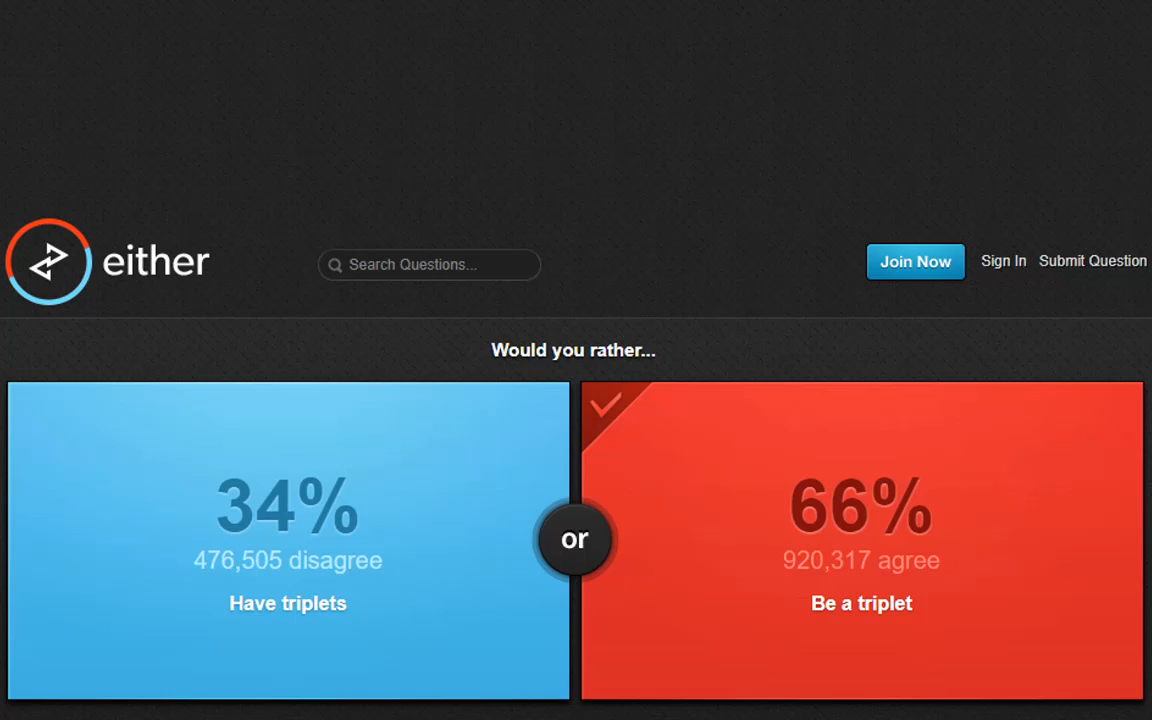 either
Search Questions...
Join Now
Sign In
Submit Question
Would you rather...
34%
476,505 disagree
Have triplets
or
66%
920,317 agree
Be a triplet